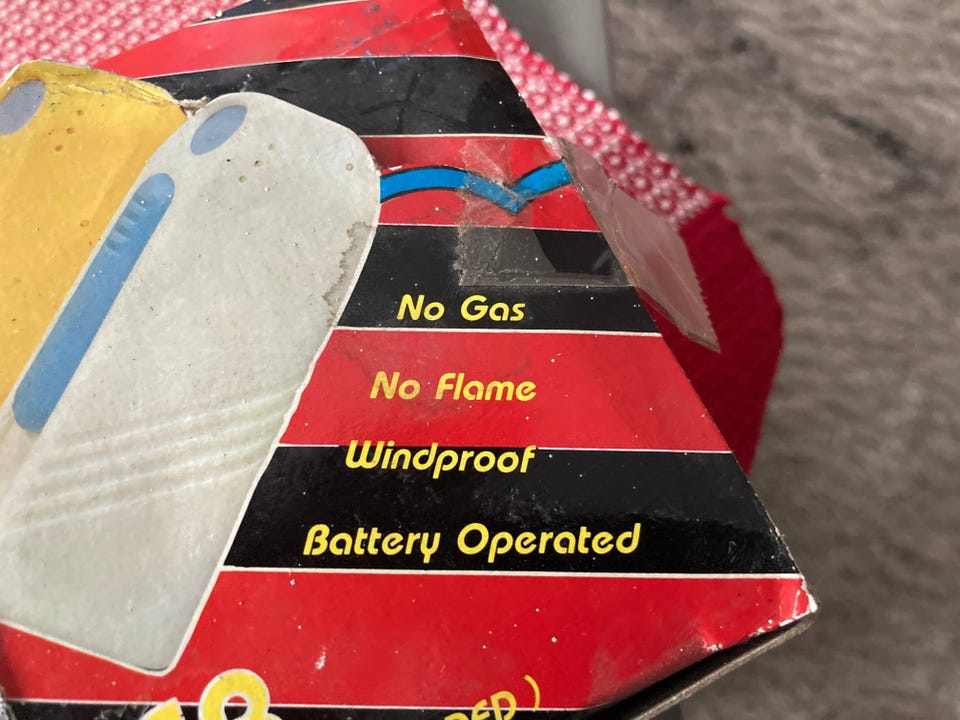 No Gas
No Flame
Windproof
Battery Operated